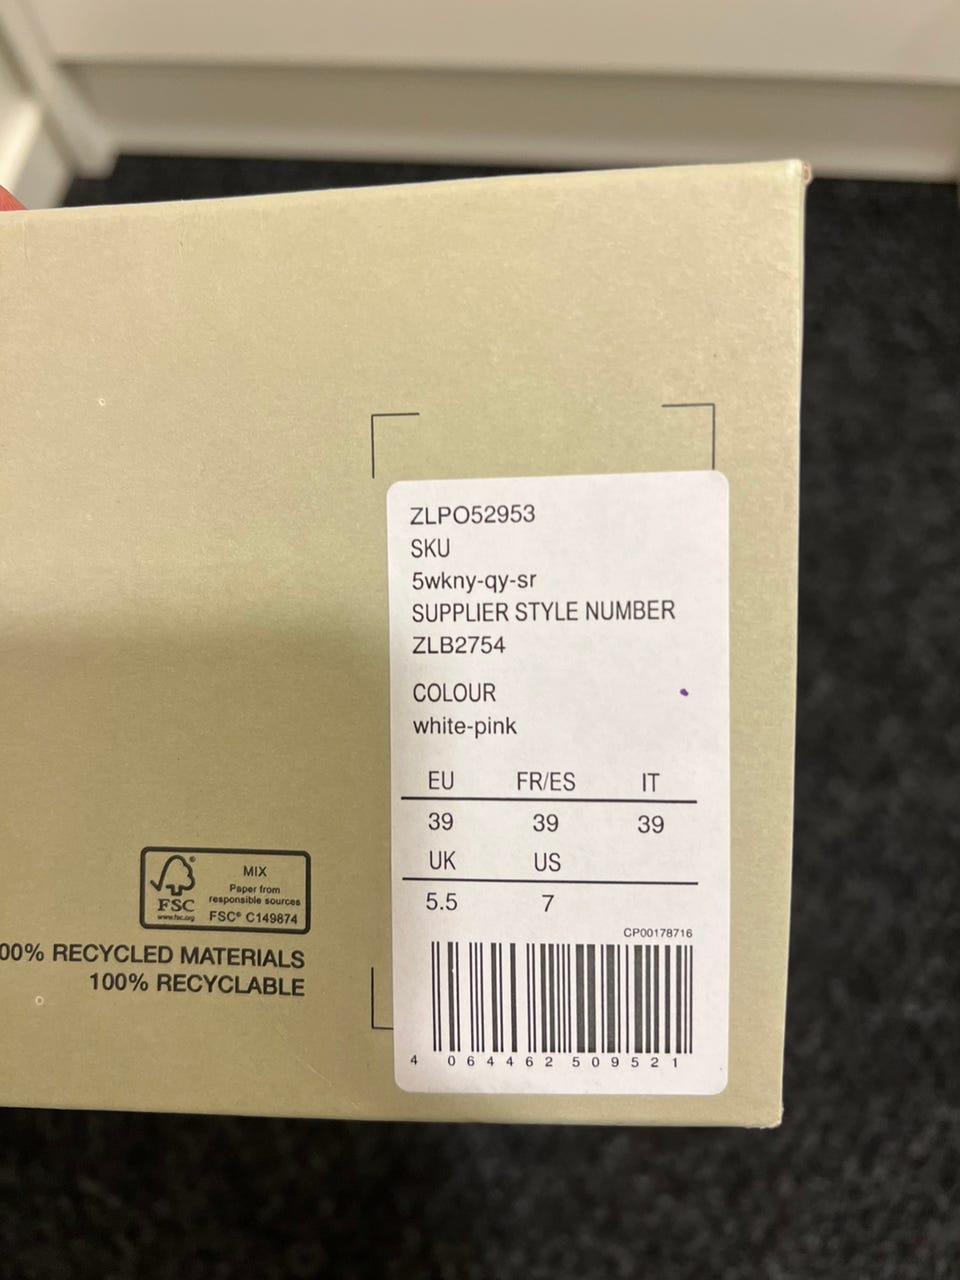 ZLPO52953
SKU
5wkny-qy-sr
SUPPLIER STYLE NUMBER
ZLB2754
COLOUR
white-pink
EU FR/ES IT
39 39 39
UK US
5.5 7
CP00178716
4 064462 509521
FSC®
www.fsc.org
MIX
Paper from
responsible sources
FSC® C149874
00% RECYCLED MATERIALS
100% RECYCLABLE